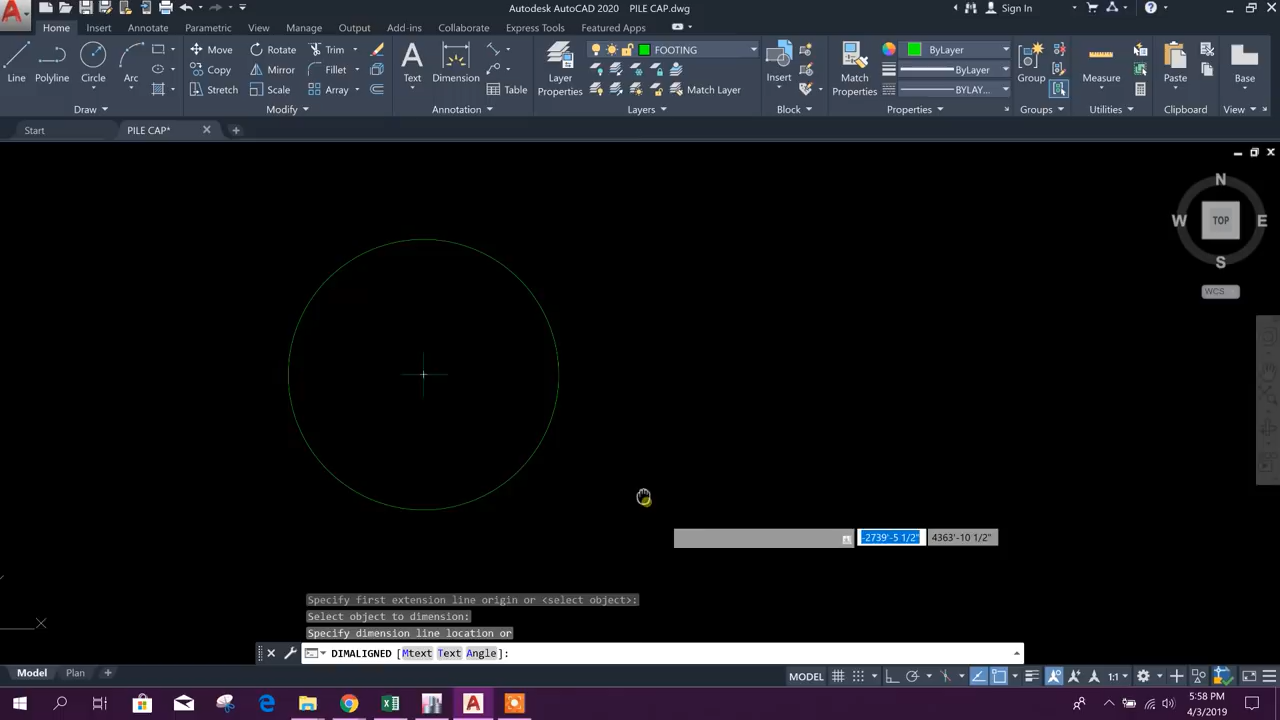 Autodesk AutoCAD 2020 PILE CAP.dwg
Sign In
Home Insert Annotate Parametric View Manage Output Add-ins Collaborate Express Tools Featured Apps
Line Polyline Circle Arc
Move Rotate Trim
Copy Mirror Fillet
Stretch Scale Array
Text Dimension Table
Layer Properties
FOOTING
Match Layer
Insert
Match Properties
ByLayer
ByLayer
BYLAY...
Group
Measure
Paste
Base
Draw Modify Annotation Layers Block Properties Groups Utilities Clipboard View
Start PILE CAP*
N
W TOP E
S
WCS
-2739'-5 1/2" 4363'-10 1/2"
Specify first extension line origin or <select object>:
Select object to dimension:
Specify dimension line location or
DIMALIGNED [Mtext Text Angle]:
Model Plan
MODEL 1:1
5:58 PM
4/3/2019